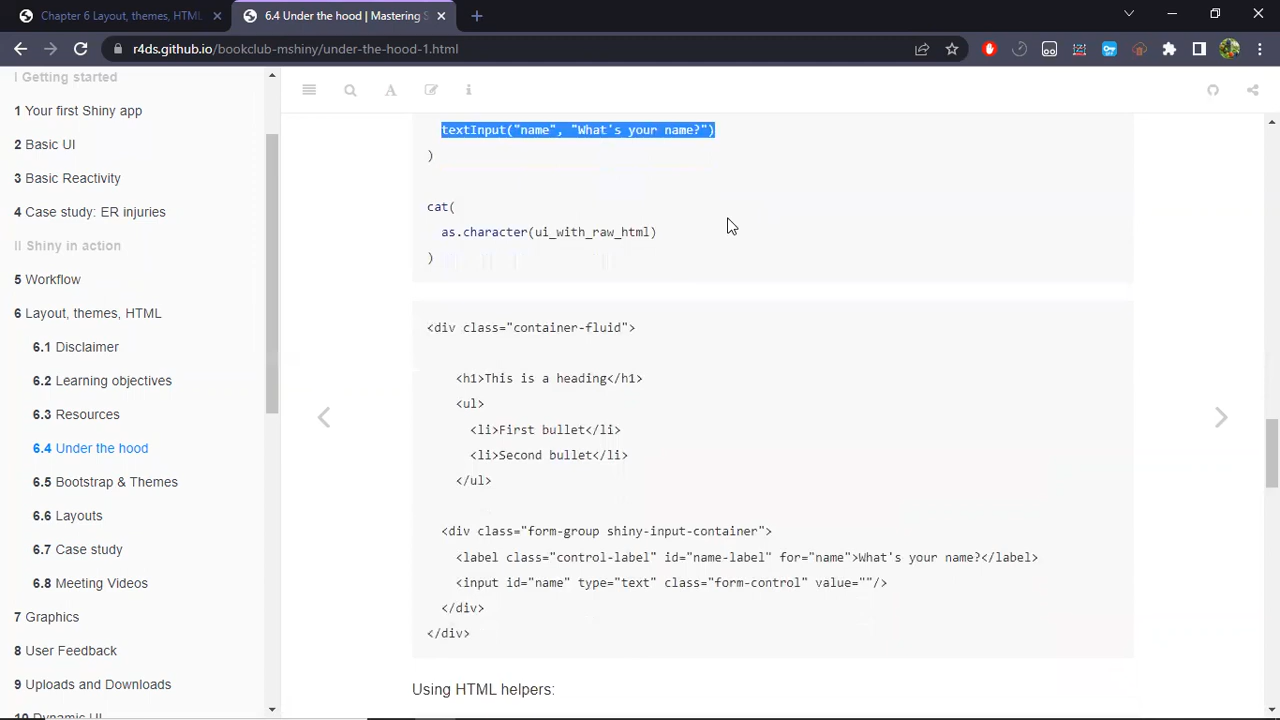 Chapter 6 Layout, themes, HTML
6.4 Under the hood | Mastering S
r4ds.github.io/bookclub-mshiny/under-the-hood-1.html
I Getting started
1 Your first Shiny app
2 Basic UI
3 Basic Reactivity
4 Case study: ER injuries
II Shiny in action
5 Workflow
6 Layout, themes, HTML
6.1 Disclaimer
6.2 Learning objectives
6.3 Resources
6.4 Under the hood
6.5 Bootstrap & Themes
6.6 Layouts
6.7 Case study
6.8 Meeting Videos
7 Graphics
8 User Feedback
9 Uploads and Downloads
10 Dynamic UI
textInput("name", "What's your name?")
)
cat(
as.character(ui_with_raw_html)
)
<div class="container-fluid">
<h1>This is a heading</h1>
<ul>
<li>First bullet</li>
<li>Second bullet</li>
</ul>
<div class="form-group shiny-input-container">
<label class="control-label" id="name-label" for="name">What's your name?</label>
<input id="name" type="text" class="form-control" value=""/>
</div>
</div>
Using HTML helpers: